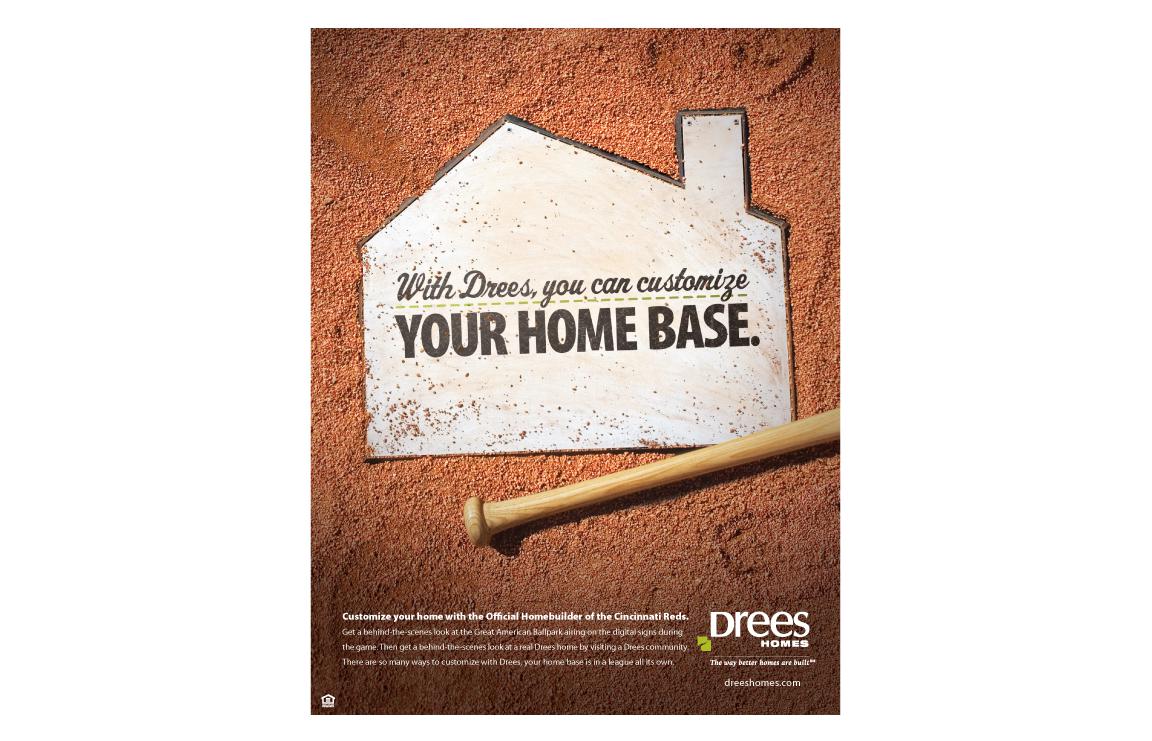 With Drees, you can customize
YOUR HOME BASE.
Customize your home with the Official Homebuilder of the Cincinnati Reds.
Get a behind-the-scenes look at the Great American Ballpark airing on the digital signs during
the game. Then get a behind-the-scenes look at a real Drees home by visiting a Drees community.
There are so many ways to customize with Drees, your home base is in a league all its own.
Drees
HOMES
The way better homes are built℠
dreeshomes.com